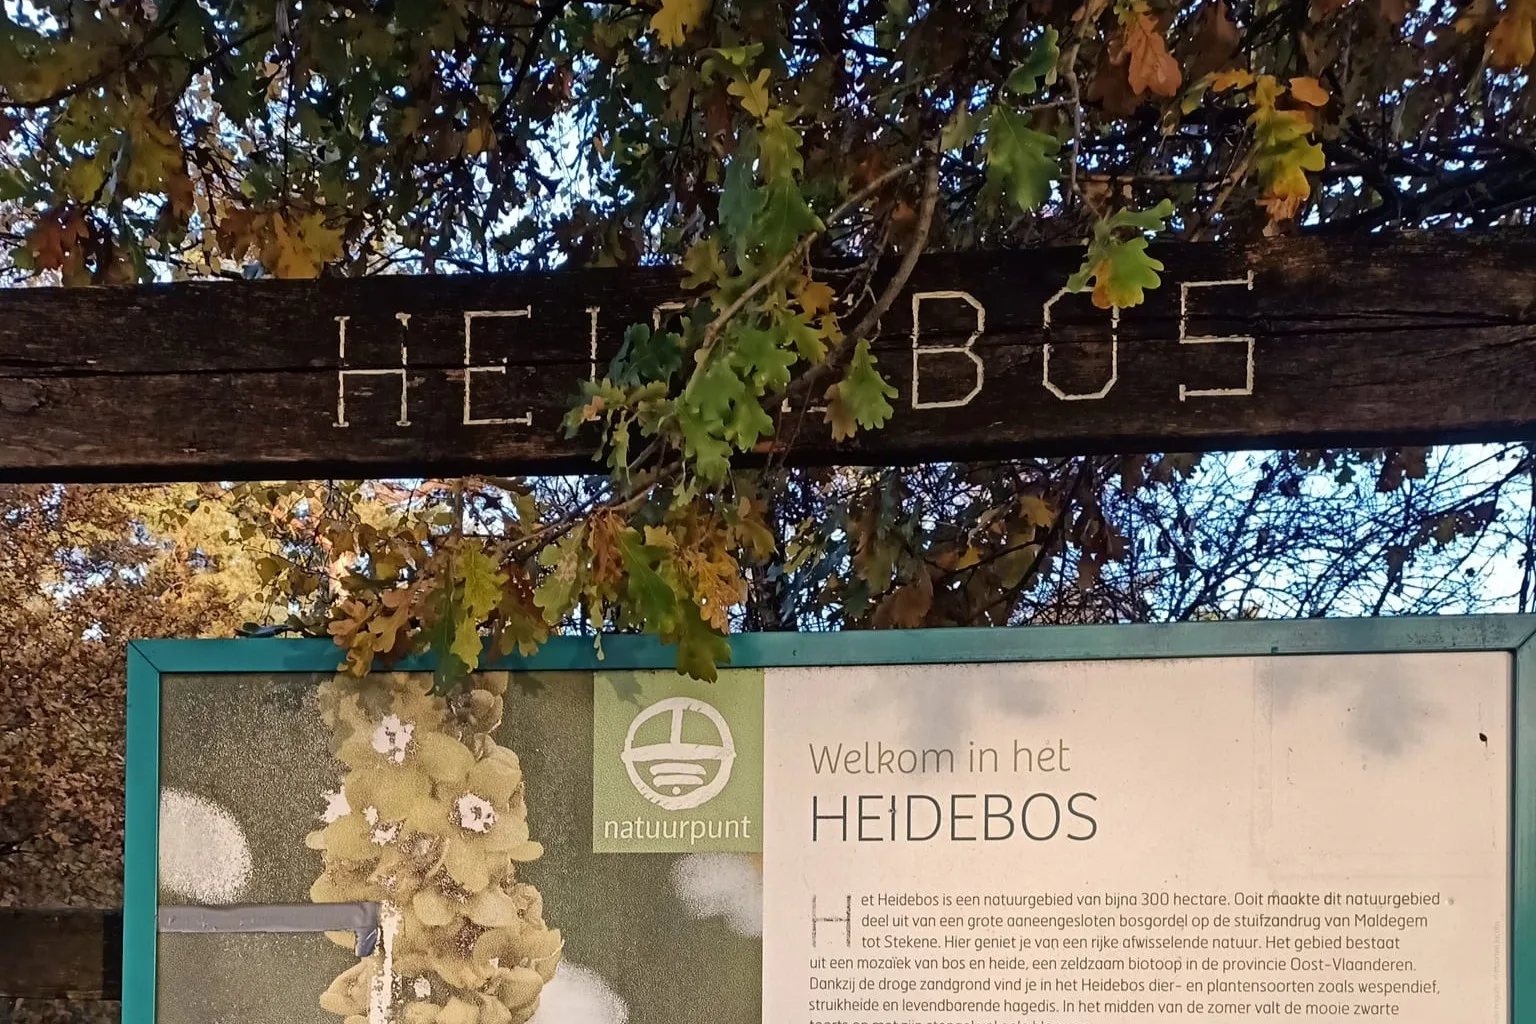 HEIDEBOS
natuurpunt
Welkom in het
HEIDEBOS
Het Heidebos is een natuurgebied van bijna 300 hectare. Ooit maakte dit natuurgebied
deel uit van een grote aaneengesloten bosgordel op de stuifzandrug van Maldegem
tot Stekene. Hier geniet je van een rijke afwisselende natuur. Het gebied bestaat
uit een mozaïek van bos en heide, een zeldzaam biotoop in de provincie Oost-Vlaanderen.
Dankzij de droge zandgrond vind je in het Heidebos dier- en plantensoorten zoals wespendief,
struikheide en levendbarende hagedis. In het midden van de zomer valt de mooie zwarte